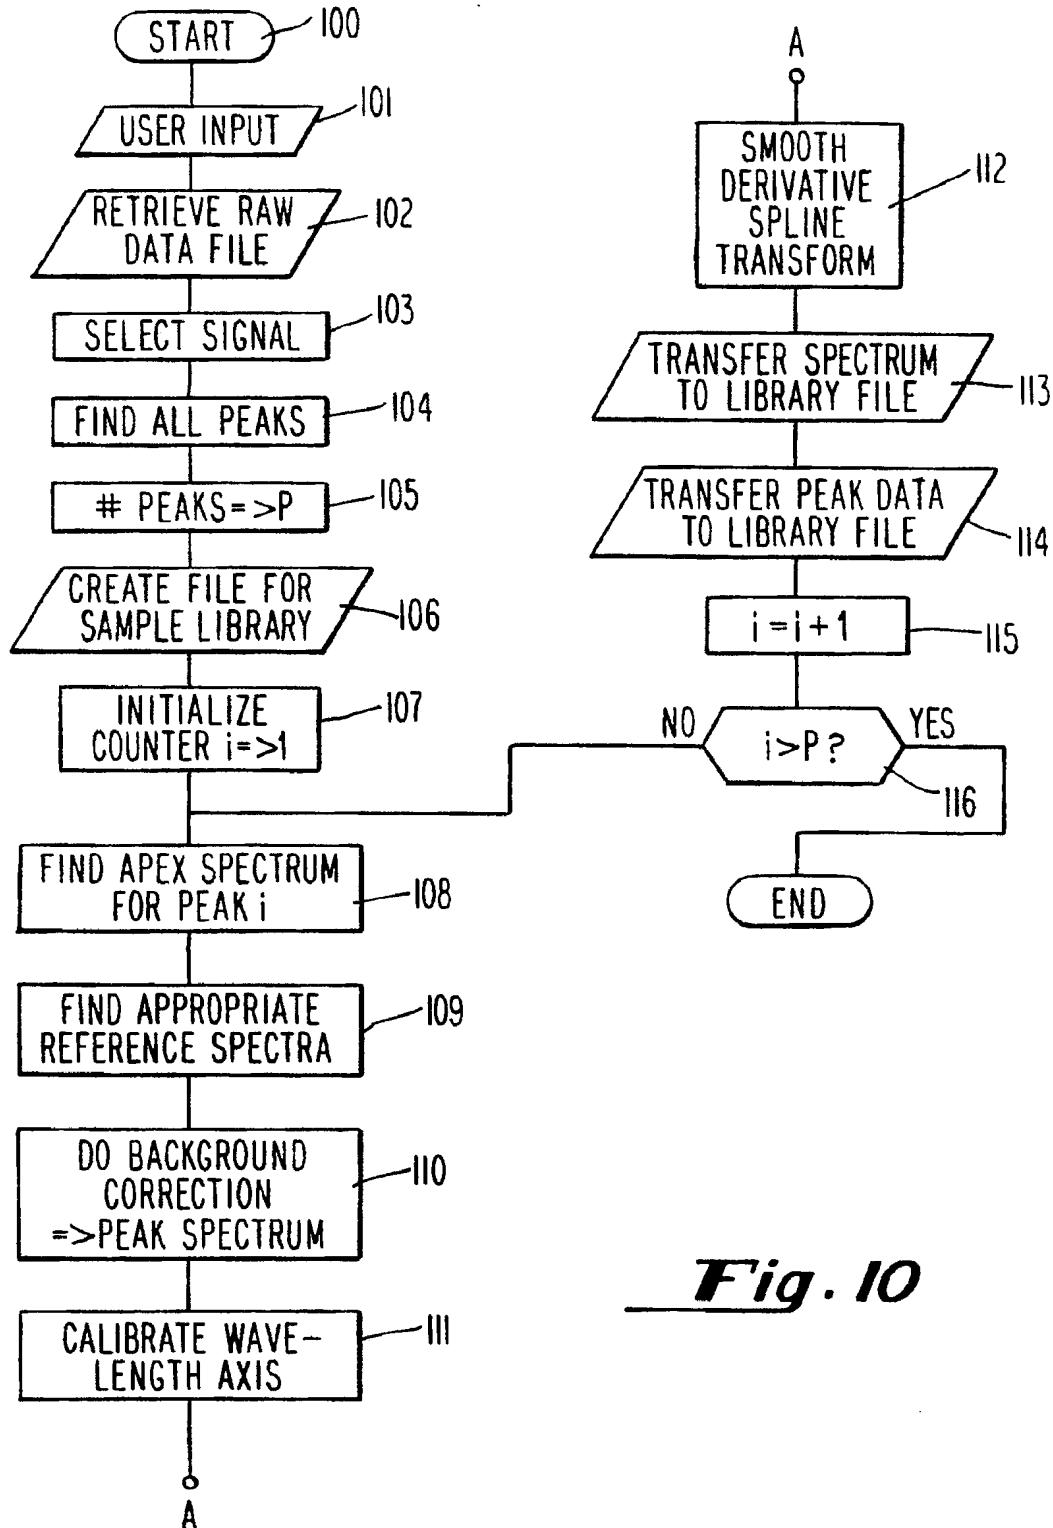 START
100
USER INPUT
101
RETRIEVE RAW
DATA FILE
102
SELECT SIGNAL
103
FIND ALL PEAKS
104
# PEAKS=>P
105
CREATE FILE FOR
SAMPLE LIBRARY
106
INITIALIZE
COUNTER i=>1
107
FIND APEX SPECTRUM
FOR PEAK i
108
FIND APPROPRIATE
REFERENCE SPECTRA
109
DO BACKGROUND
CORRECTION
=>PEAK SPECTRUM
110
CALIBRATE WAVE-
LENGTH AXIS
111
A
A
SMOOTH
DERIVATIVE
SPLINE
TRANSFORM
112
TRANSFER SPECTRUM
TO LIBRARY FILE
113
TRANSFER PEAK DATA
TO LIBRARY FILE
114
i=i+1
115
NO
i>P?
YES
116
END
Fig. 10